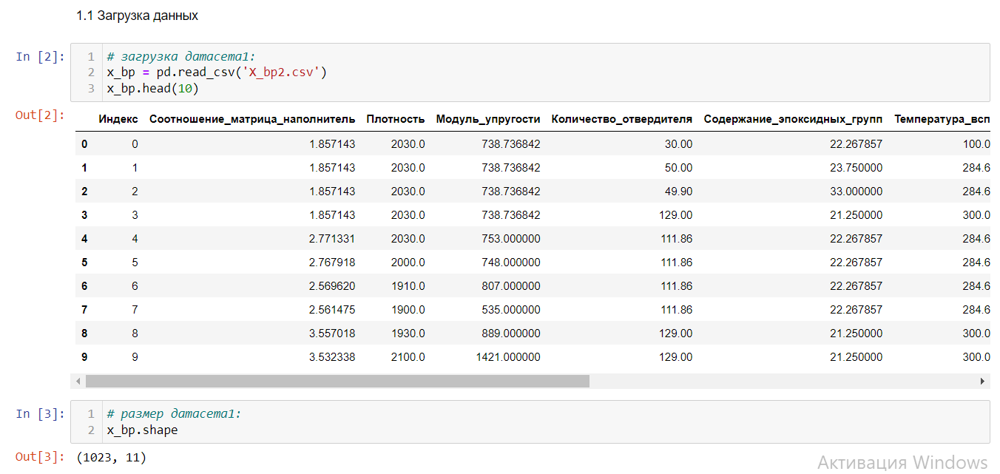 1.1 Загрузка данных
In [2]:
1 # загрузка датасета1:
2 x_bp = pd.read_csv('X_bp2.csv')
3 x_bp.head(10)
Out[2]:
Индекс Соотношение_матрица_наполнитель Плотность Модуль_упругости Количество_отвердителя Содержание_эпоксидных_групп Температура_всп
0 0 1.857143 2030.0 738.736842 30.00 22.267857 100.0
1 1 1.857143 2030.0 738.736842 50.00 23.750000 284.6
2 2 1.857143 2030.0 738.736842 49.90 33.000000 284.6
3 3 1.857143 2030.0 738.736842 129.00 21.250000 300.0
4 4 2.771331 2030.0 753.000000 111.86 22.267857 284.6
5 5 2.767918 2000.0 748.000000 111.86 22.267857 284.6
6 6 2.569620 1910.0 807.000000 111.86 22.267857 284.6
7 7 2.561475 1900.0 535.000000 111.86 22.267857 284.6
8 8 3.557018 1930.0 889.000000 129.00 21.250000 300.0
9 9 3.532338 2100.0 1421.000000 129.00 21.250000 300.0
In [3]:
1 # размер датасета1:
2 x_bp.shape
Out[3]: (1023, 11)
Активация Windows